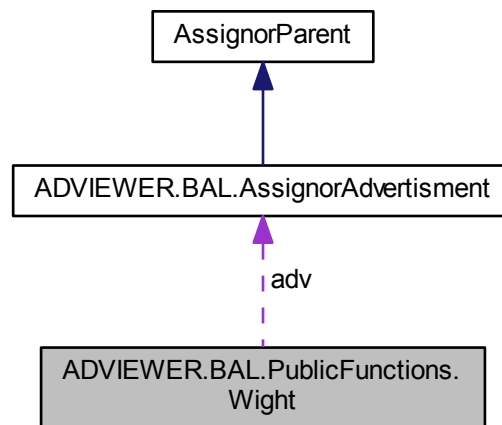 AssignorParent
ADVIEWER.BAL.AssignorAdvertisment
adv
ADVIEWER.BAL.PublicFunctions.
Wight